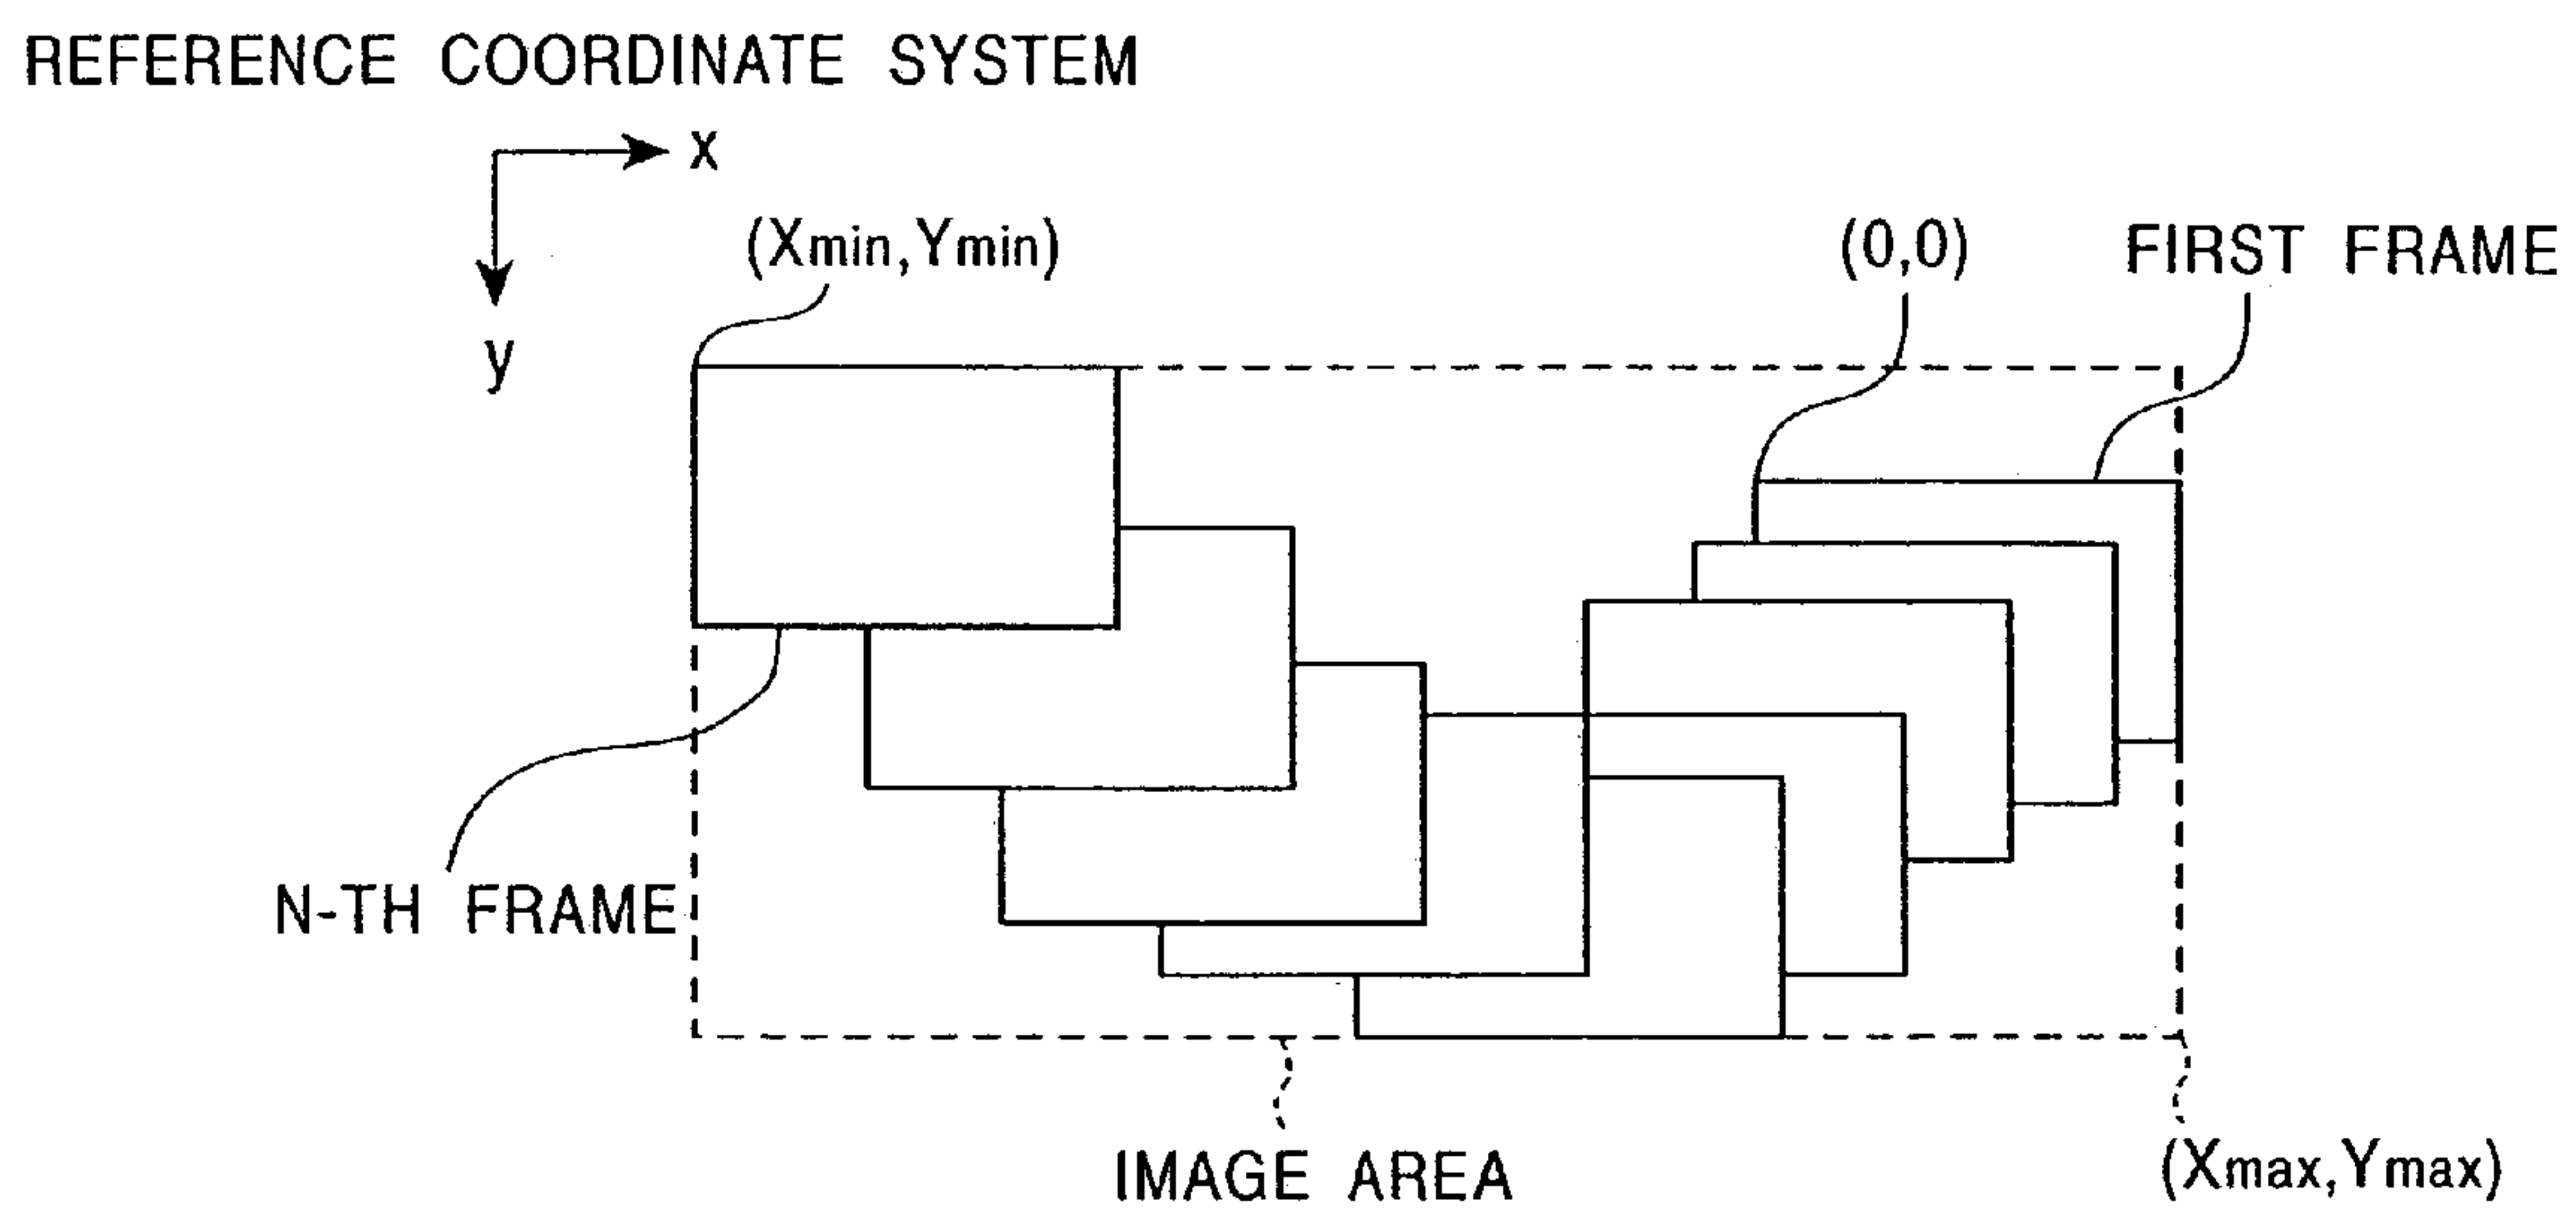 REFERENCE COORDINATE SYSTEM
x
y
(Xmin,Ymin)
(0,0)
FIRST FRAME
N-TH FRAME
IMAGE AREA
(Xmax,Ymax)